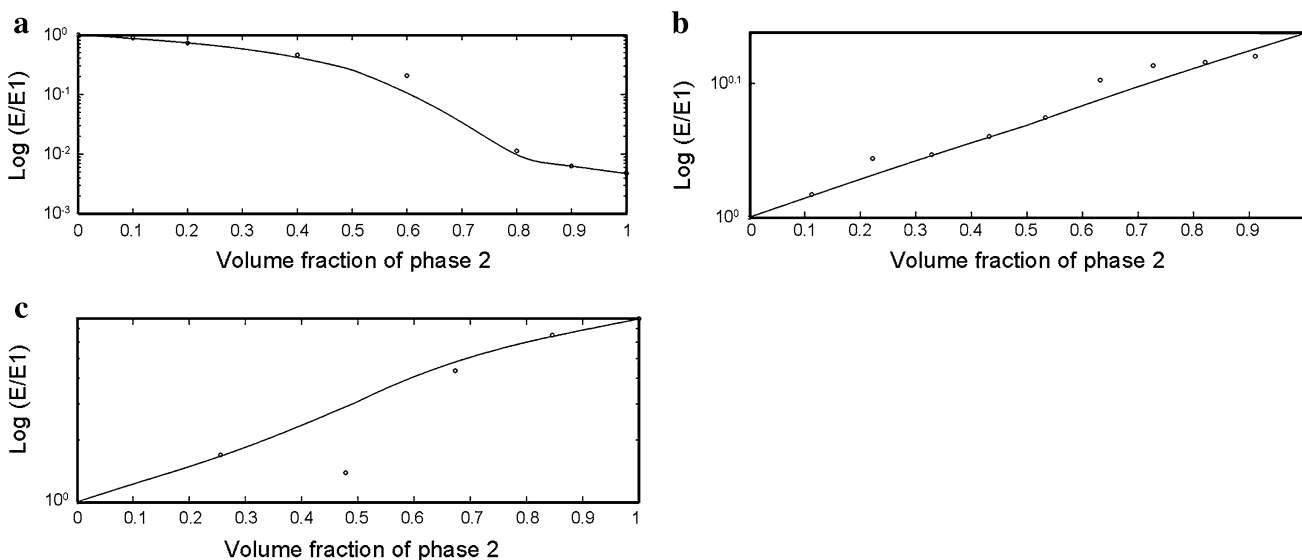 a
Log (E/E1)
10⁰
10⁻¹
10⁻²
10⁻³
0 0.1 0.2 0.3 0.4 0.5 0.6 0.7 0.8 0.9 1
Volume fraction of phase 2
b
Log (E/E1)
10⁰·¹
10⁰
0 0.1 0.2 0.3 0.4 0.5 0.6 0.7 0.8 0.9
Volume fraction of phase 2
c
Log (E/E1)
10⁰
0 0.1 0.2 0.3 0.4 0.5 0.6 0.7 0.8 0.9 1
Volume fraction of phase 2